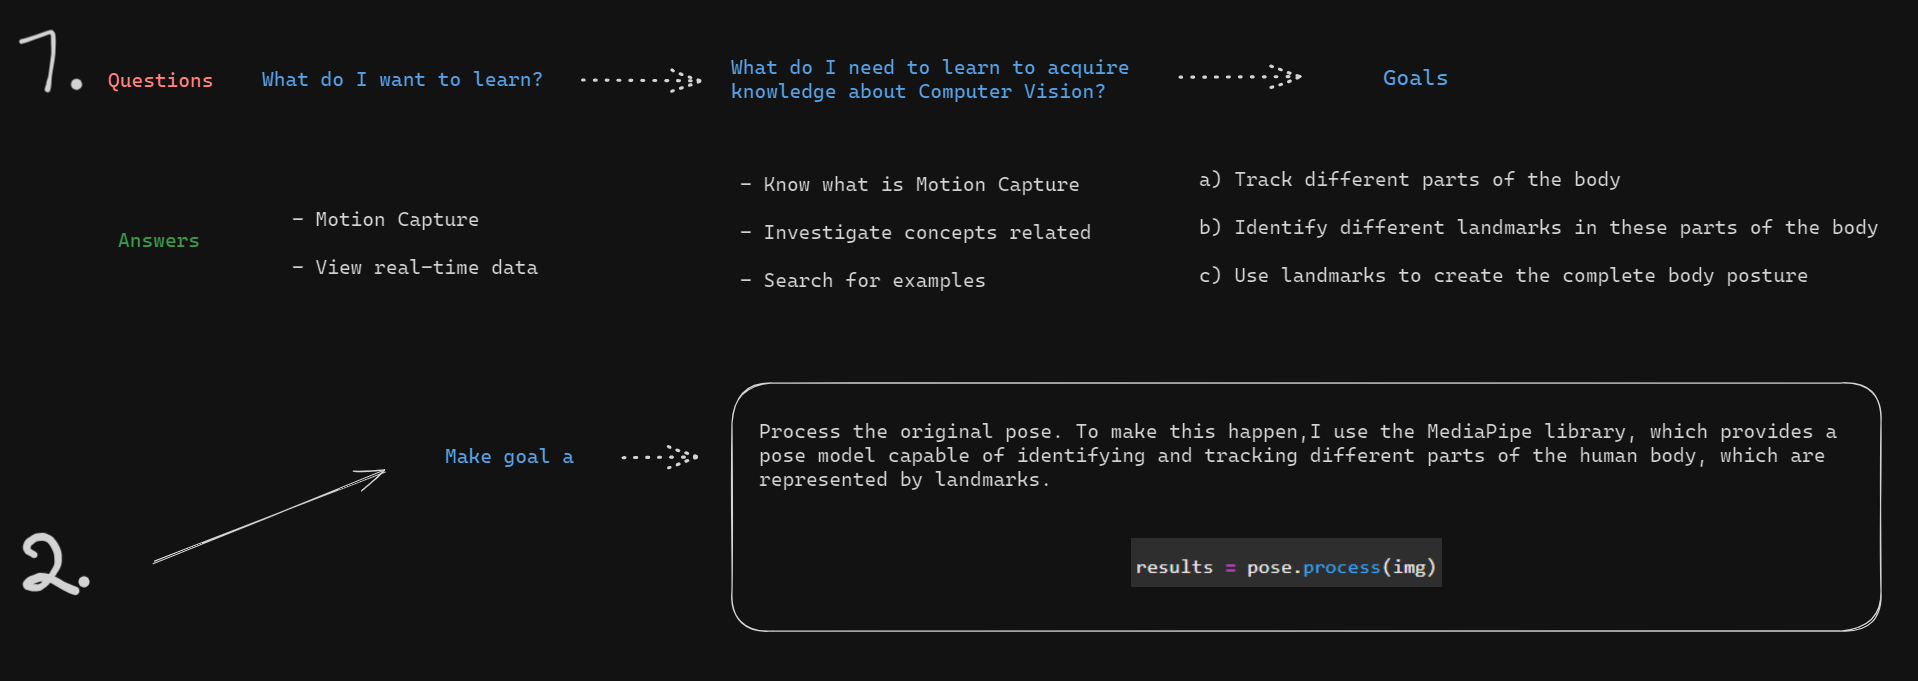 1.
Questions
What do I want to learn?
What do I need to learn to acquire
knowledge about Computer Vision?
Goals
Answers
- Motion Capture
- View real-time data
- Know what is Motion Capture
- Investigate concepts related
- Search for examples
a) Track different parts of the body
b) Identify different landmarks in these parts of the body
c) Use landmarks to create the complete body posture
2.
Make goal a
Process the original pose. To make this happen,I use the MediaPipe library, which provides a
pose model capable of identifying and tracking different parts of the human body, which are
represented by landmarks.
results = pose.process(img)